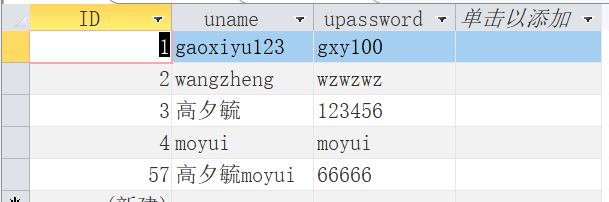 ID uname upassword 单击以添加
1 gaoxiyu123 gxy100
2 wangzheng wzwzwz
3 高夕毓 123456
4 moyui moyui
57 高夕毓moyui 66666
* (新建)